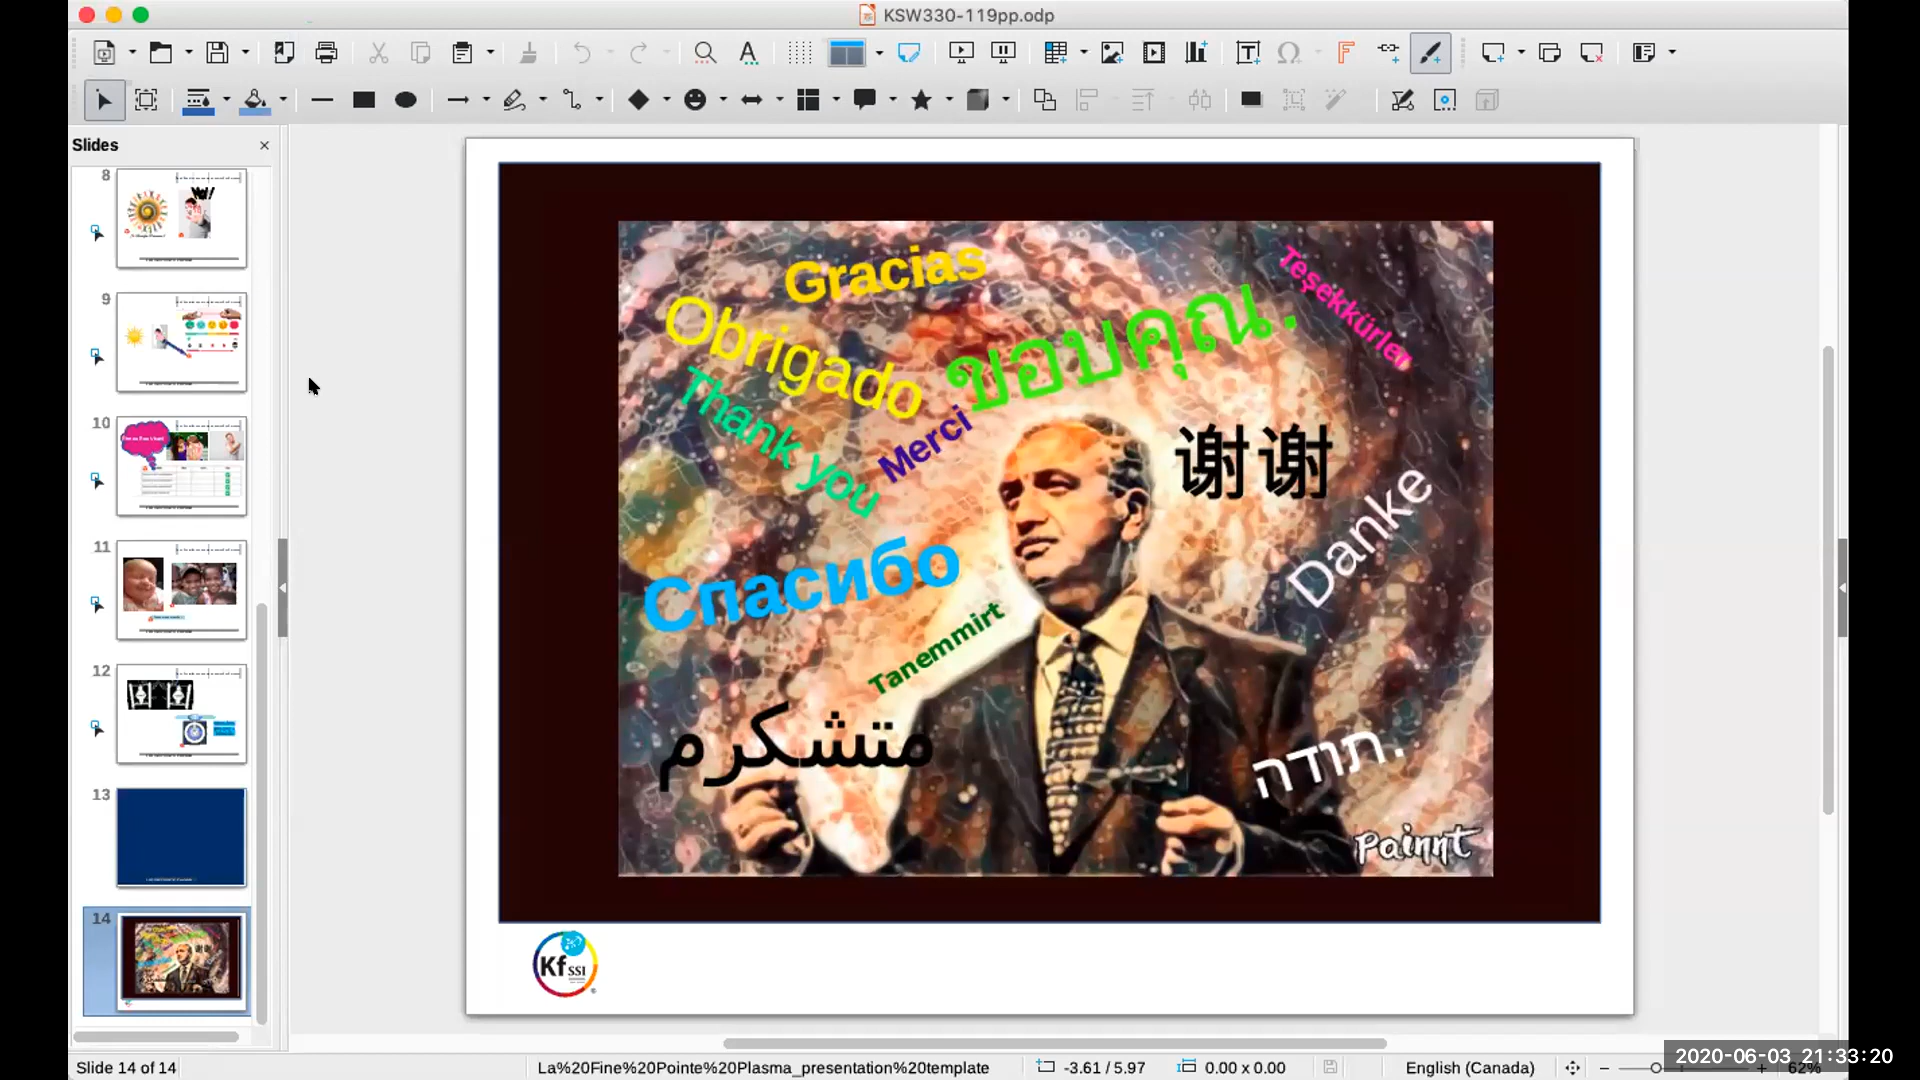 KSW330-119pp.odp
Slides
8
9
10
11
12
13
14
Gracias
Obrigado
ขอบคุณ.
Teşekkürler
Thank you
Merci
谢谢
Danke
Спасибо
Tanemmirt
متشكرم
תודה.
Painnt
Kf SSI
Slide 14 of 14
La%20Fine%20Pointe%20Plasma_presentation%20template
-3.61 / 5.97
0.00 x 0.00
English (Canada)
62%
2020-06-03 21:33:20